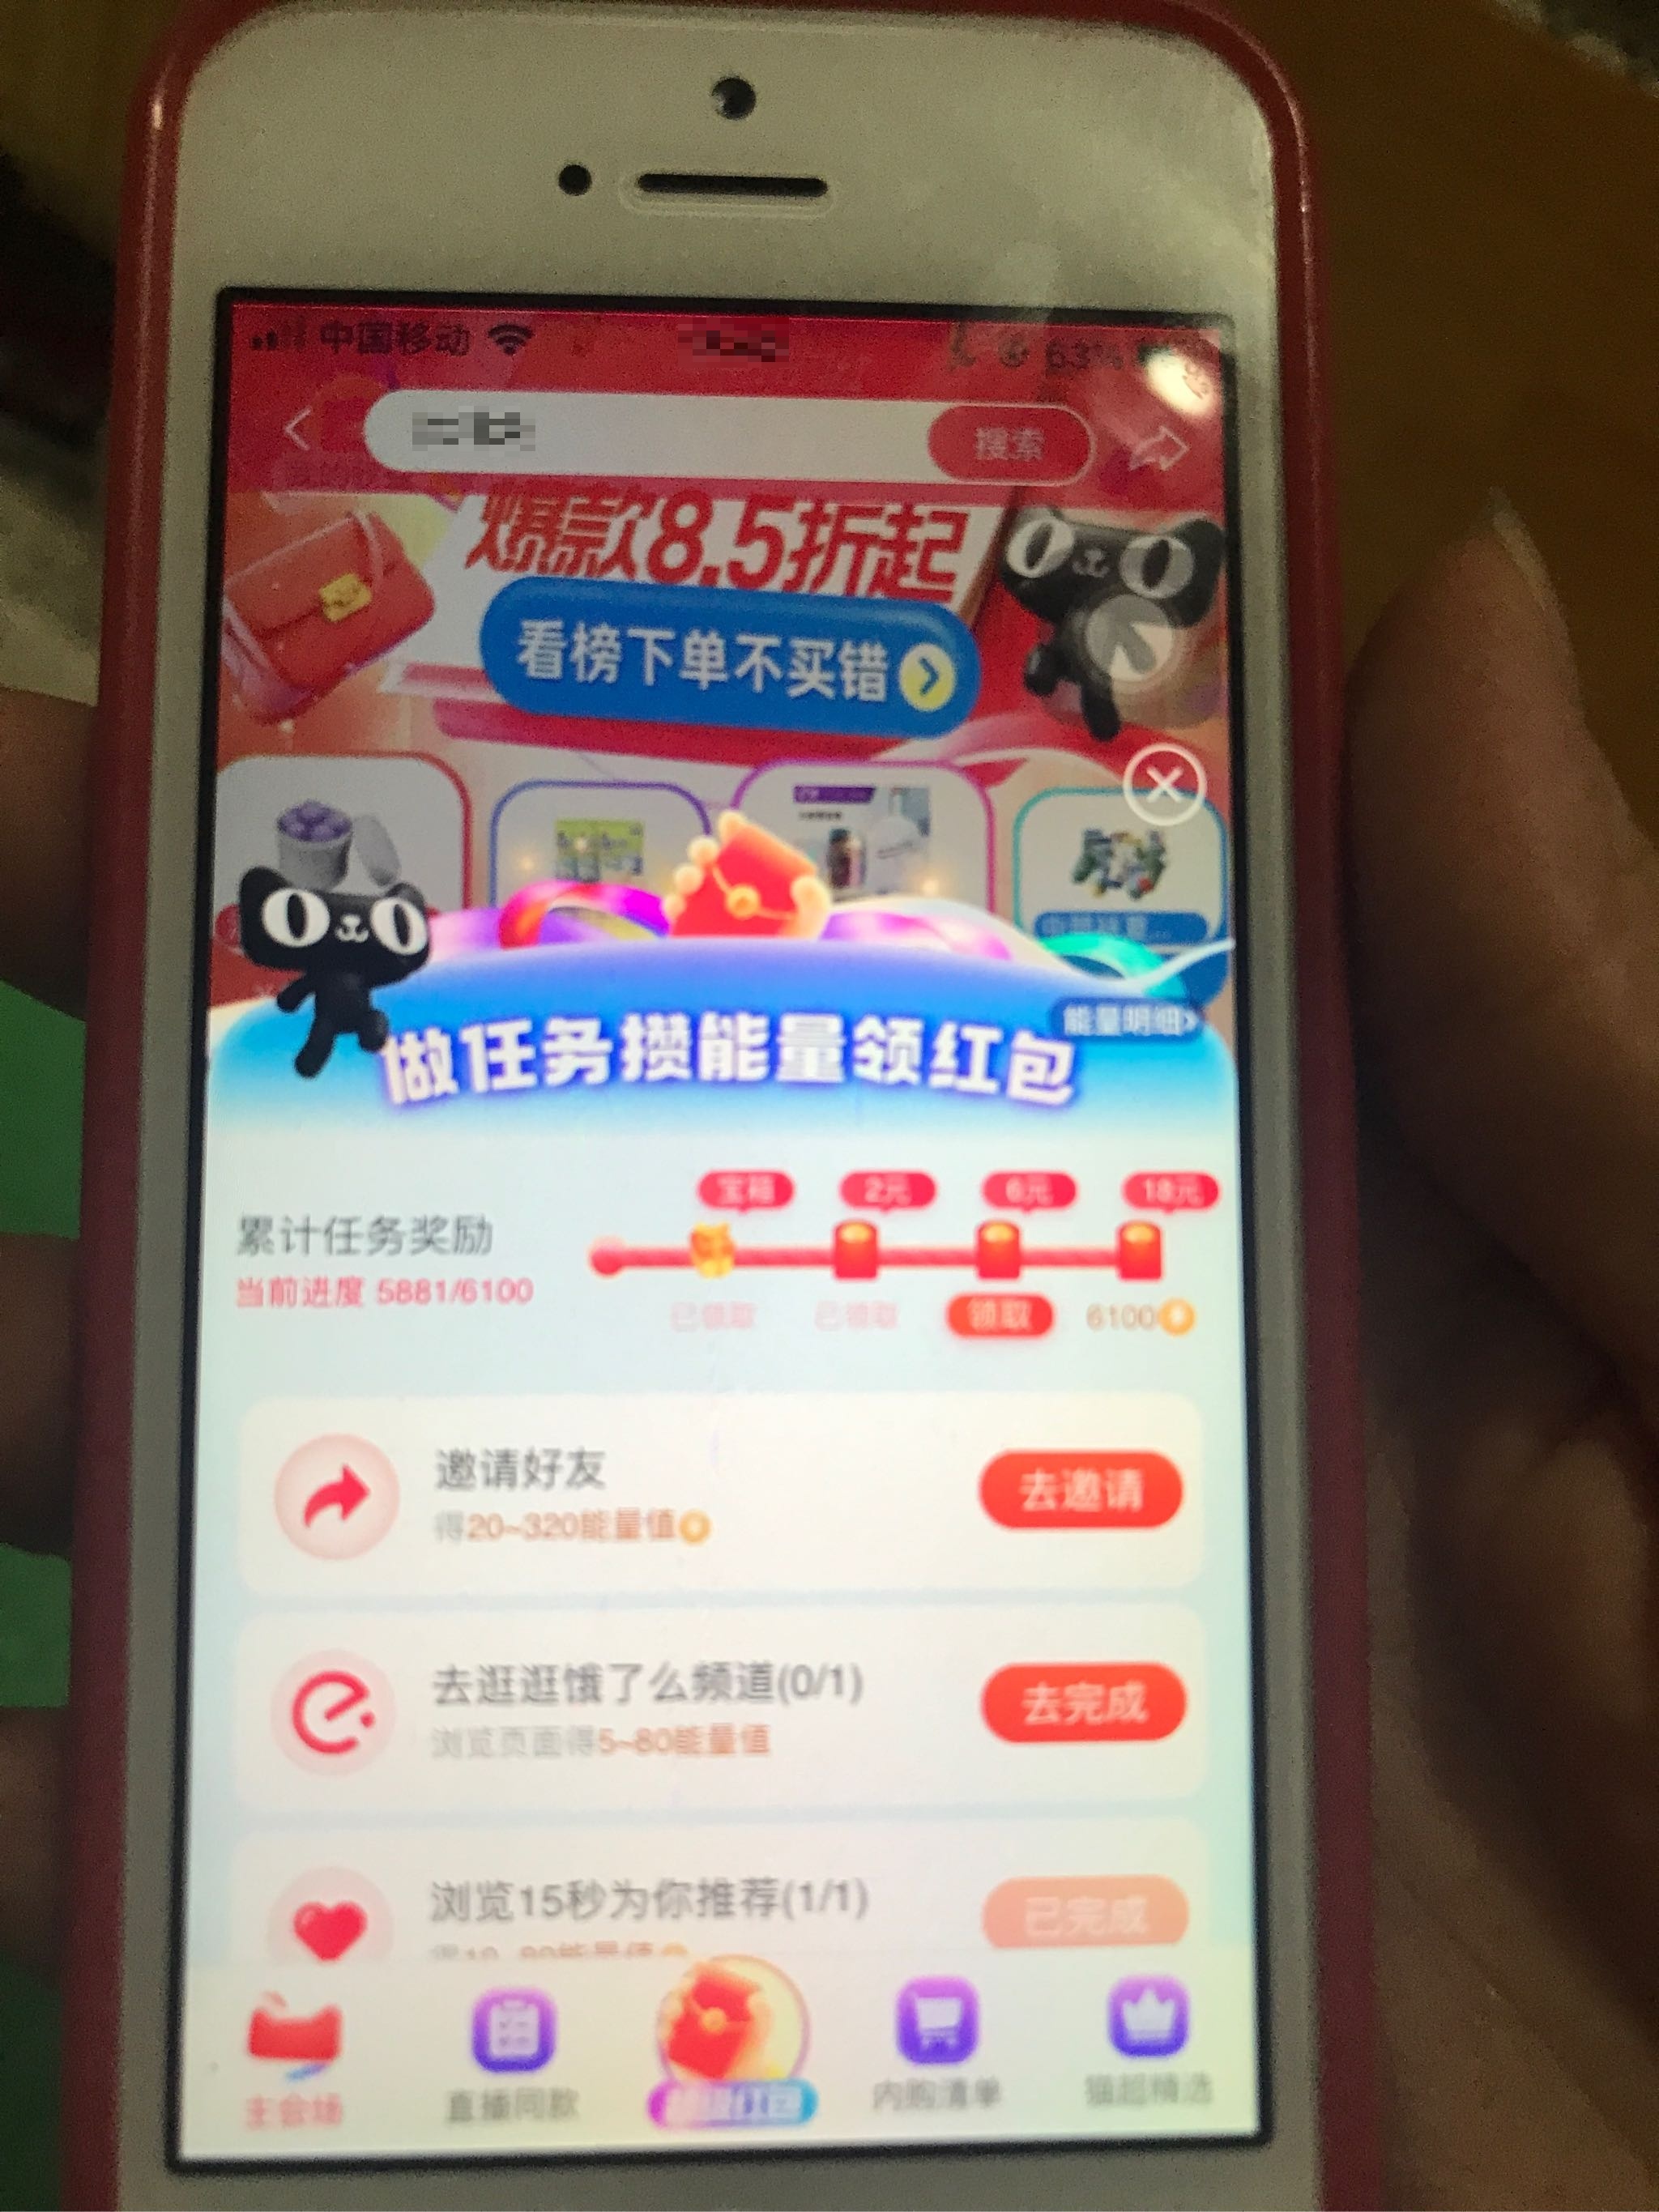 中国移动
63%
搜索
爆款8.5折起
看榜下单不买错
能量明细
做任务攒能量领红包
宝箱 2元 6元 18元
累计任务奖励
当前进度 5881/6100
已领取 已领取 领取 6100
邀请好友
得20~320能量值
去邀请
去逛逛饿了么频道(0/1)
浏览页面得5~80能量值
去完成
浏览15秒为你推荐(1/1)
已完成
主会场 直播同款 内购清单 猫超精选